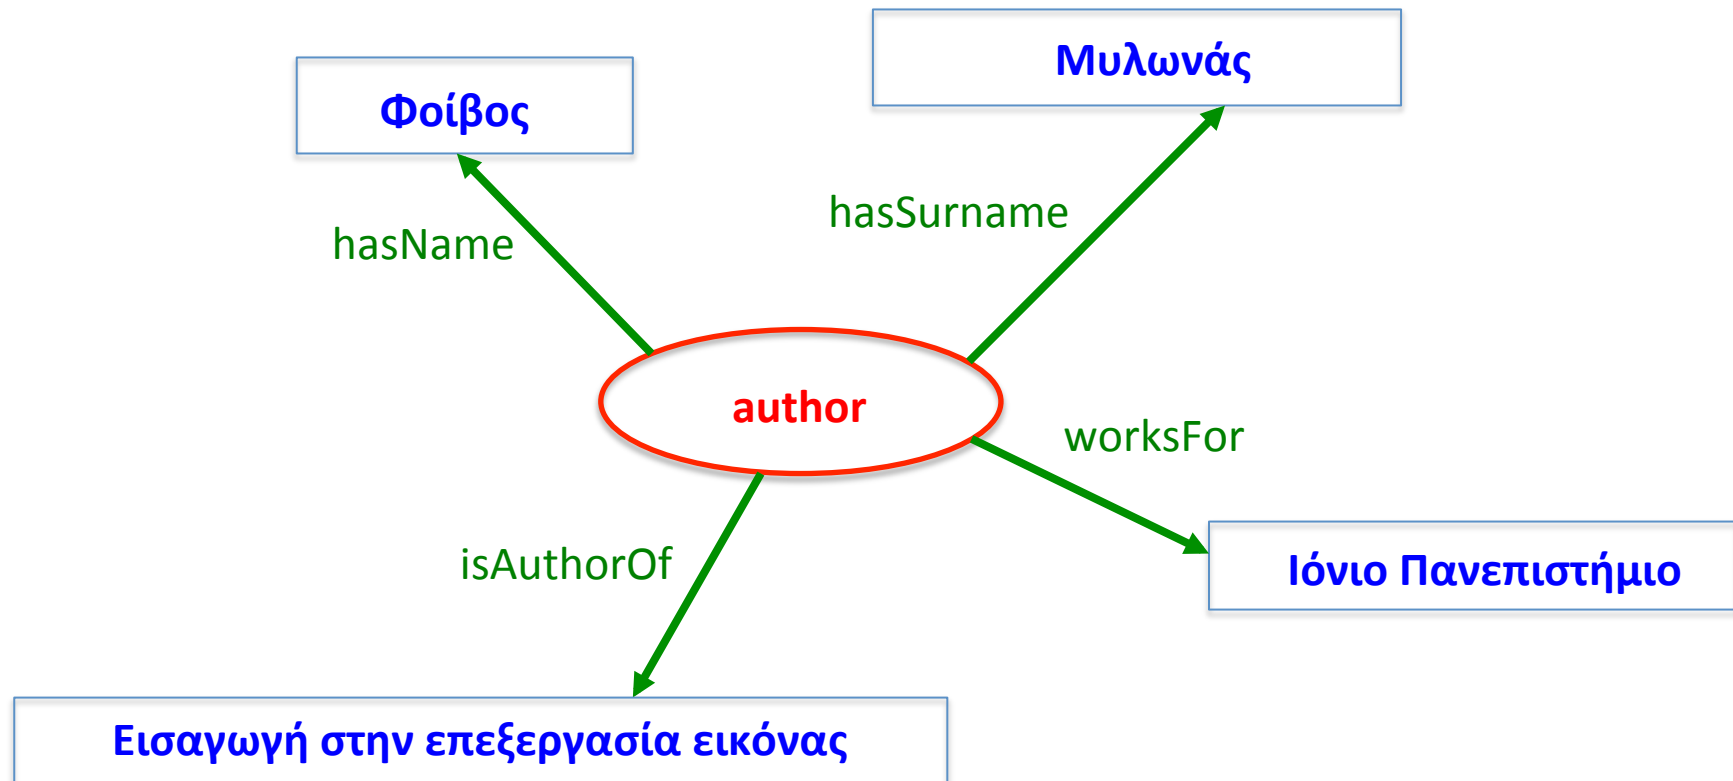 Μυλωνάς
Φοίβος
hasSurname
hasName
author
worksFor
isAuthorOf
Ιόνιο Πανεπιστήμιο
Εισαγωγή στην επεξεργασία εικόνας